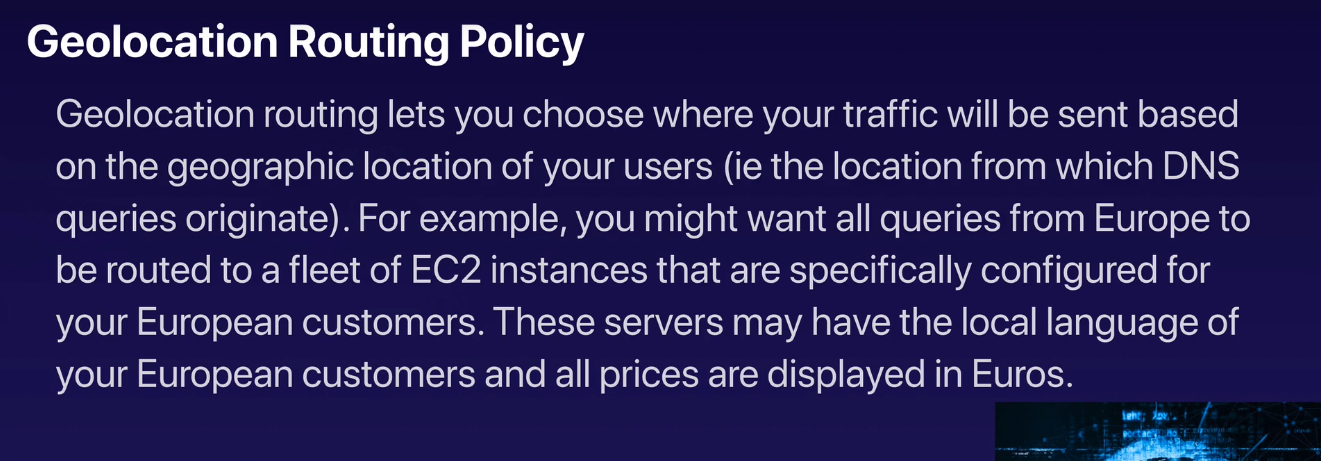 Geolocation Routing Policy
Geolocation routing lets you choose where your traffic will be sent based
on the geographic location of your users (ie the location from which DNS
queries originate). For example, you might want all queries from Europe to
be routed to a fleet of EC2 instances that are specifically configured for
your European customers. These servers may have the local language of
your European customers and all prices are displayed in Euros.